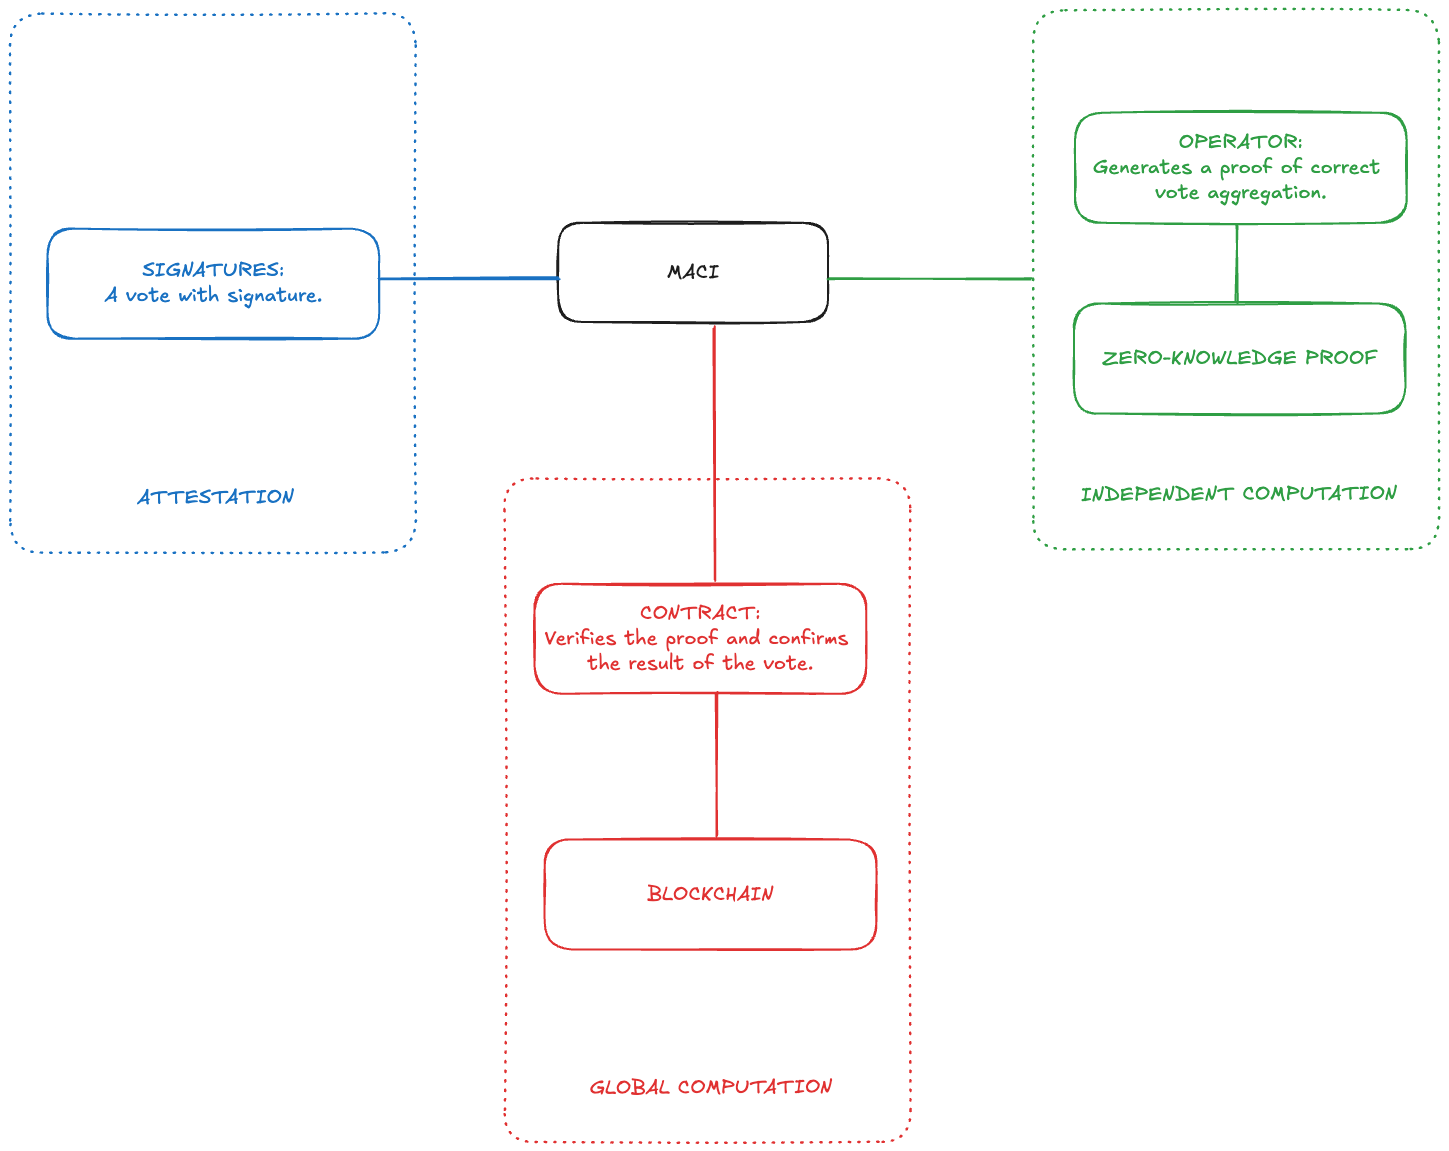 SIGNATURES:
A vote with signature.
ATTESTATION
MACI
OPERATOR:
Generates a proof of correct
vote aggregation.
ZERO-KNOWLEDGE PROOF
INDEPENDENT COMPUTATION
CONTRACT:
Verifies the proof and confirms
the result of the vote.
BLOCKCHAIN
GLOBAL COMPUTATION